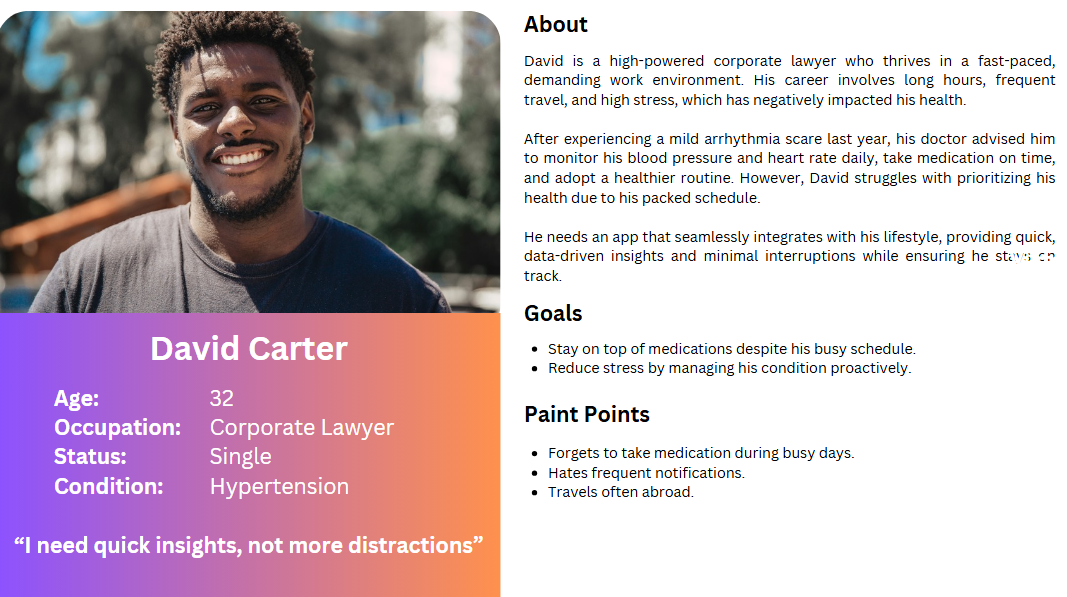 David Carter
Age: 32
Occupation: Corporate Lawyer
Status: Single
Condition: Hypertension
“I need quick insights, not more distractions”
About
David is a high-powered corporate lawyer who thrives in a fast-paced,
demanding work environment. His career involves long hours, frequent
travel, and high stress, which has negatively impacted his health.
After experiencing a mild arrhythmia scare last year, his doctor advised him
to monitor his blood pressure and heart rate daily, take medication on time,
and adopt a healthier routine. However, David struggles with prioritizing his
health due to his packed schedule.
He needs an app that seamlessly integrates with his lifestyle, providing quick,
data-driven insights and minimal interruptions while ensuring he stays on
track.
Goals
Stay on top of medications despite his busy schedule.
Reduce stress by managing his condition proactively.
Paint Points
Forgets to take medication during busy days.
Hates frequent notifications.
Travels often abroad.